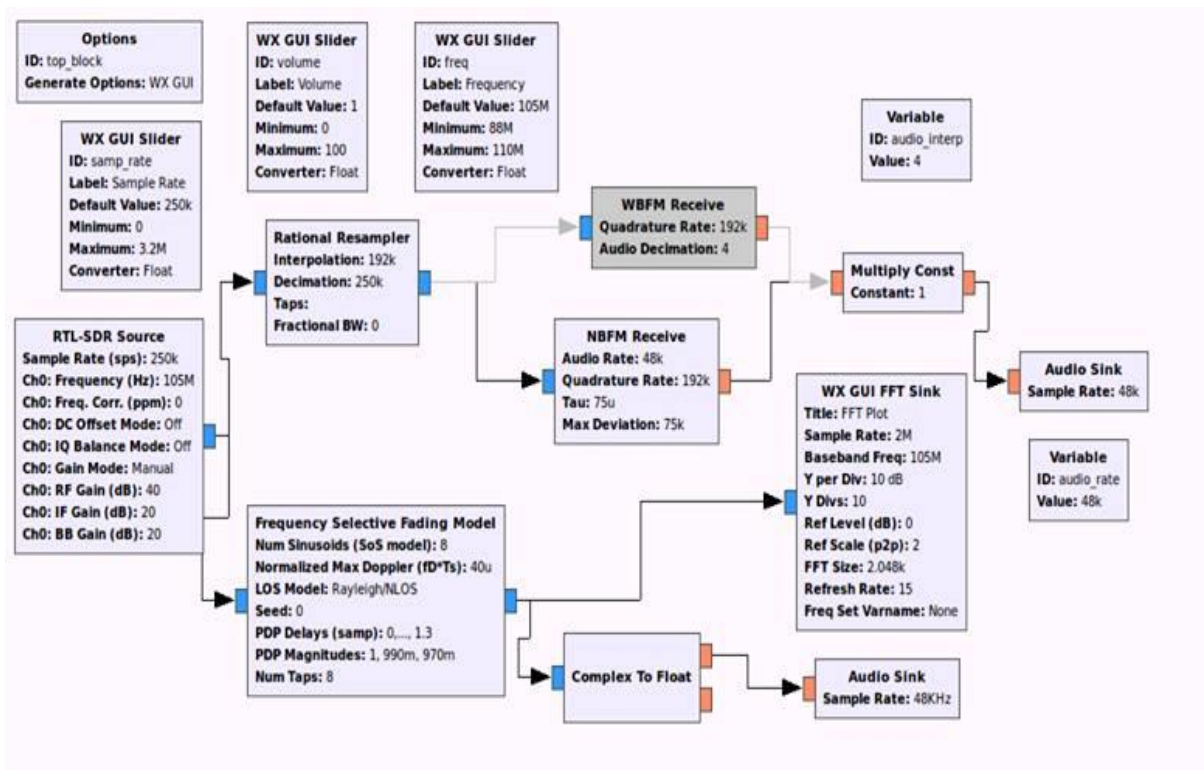 Options
ID: top_block
Generate Options: WX GUI
WX GUI Slider
ID: volume
Label: Volume
Default Value: 1
Minimum: 0
Maximum: 100
Converter: Float
WX GUI Slider
ID: freq
Label: Frequency
Default Value: 105M
Minimum: 88M
Maximum: 110M
Converter: Float
WX GUI Slider
ID: samp_rate
Label: Sample Rate
Default Value: 250k
Minimum: 0
Maximum: 3.2M
Converter: Float
Variable
ID: audio_interp
Value: 4
WBFM Receive
Quadrature Rate: 192k
Audio Decimation: 4
Rational Resampler
Interpolation: 192k
Decimation: 250k
Taps:
Fractional BW: 0
Multiply Const
Constant: 1
RTL-SDR Source
Sample Rate (sps): 250k
Ch0: Frequency (Hz): 105M
Ch0: Freq. Corr. (ppm): 0
Ch0: DC Offset Mode: Off
Ch0: IQ Balance Mode: Off
Ch0: Gain Mode: Manual
Ch0: RF Gain (dB): 40
Ch0: IF Gain (dB): 20
Ch0: BB Gain (dB): 20
NBFM Receive
Audio Rate: 48k
Quadrature Rate: 192k
Tau: 75u
Max Deviation: 75k
Audio Sink
Sample Rate: 48k
WX GUI FFT Sink
Title: FFT Plot
Sample Rate: 2M
Baseband Freq: 105M
Y per Div: 10 dB
Y Divs: 10
Ref Level (dB): 0
Ref Scale (p2p): 2
FFT Size: 2.048k
Refresh Rate: 15
Freq Set Varname: None
Variable
ID: audio_rate
Value: 48k
Frequency Selective Fading Model
Num Sinusoids (SoS model): 8
Normalized Max Doppler (fD*Ts): 40u
LOS Model: Rayleigh/NLOS
Seed: 0
PDP Delays (samp): 0,..., 1.3
PDP Magnitudes: 1, 990m, 970m
Num Taps: 8
Complex To Float
Audio Sink
Sample Rate: 48KHz